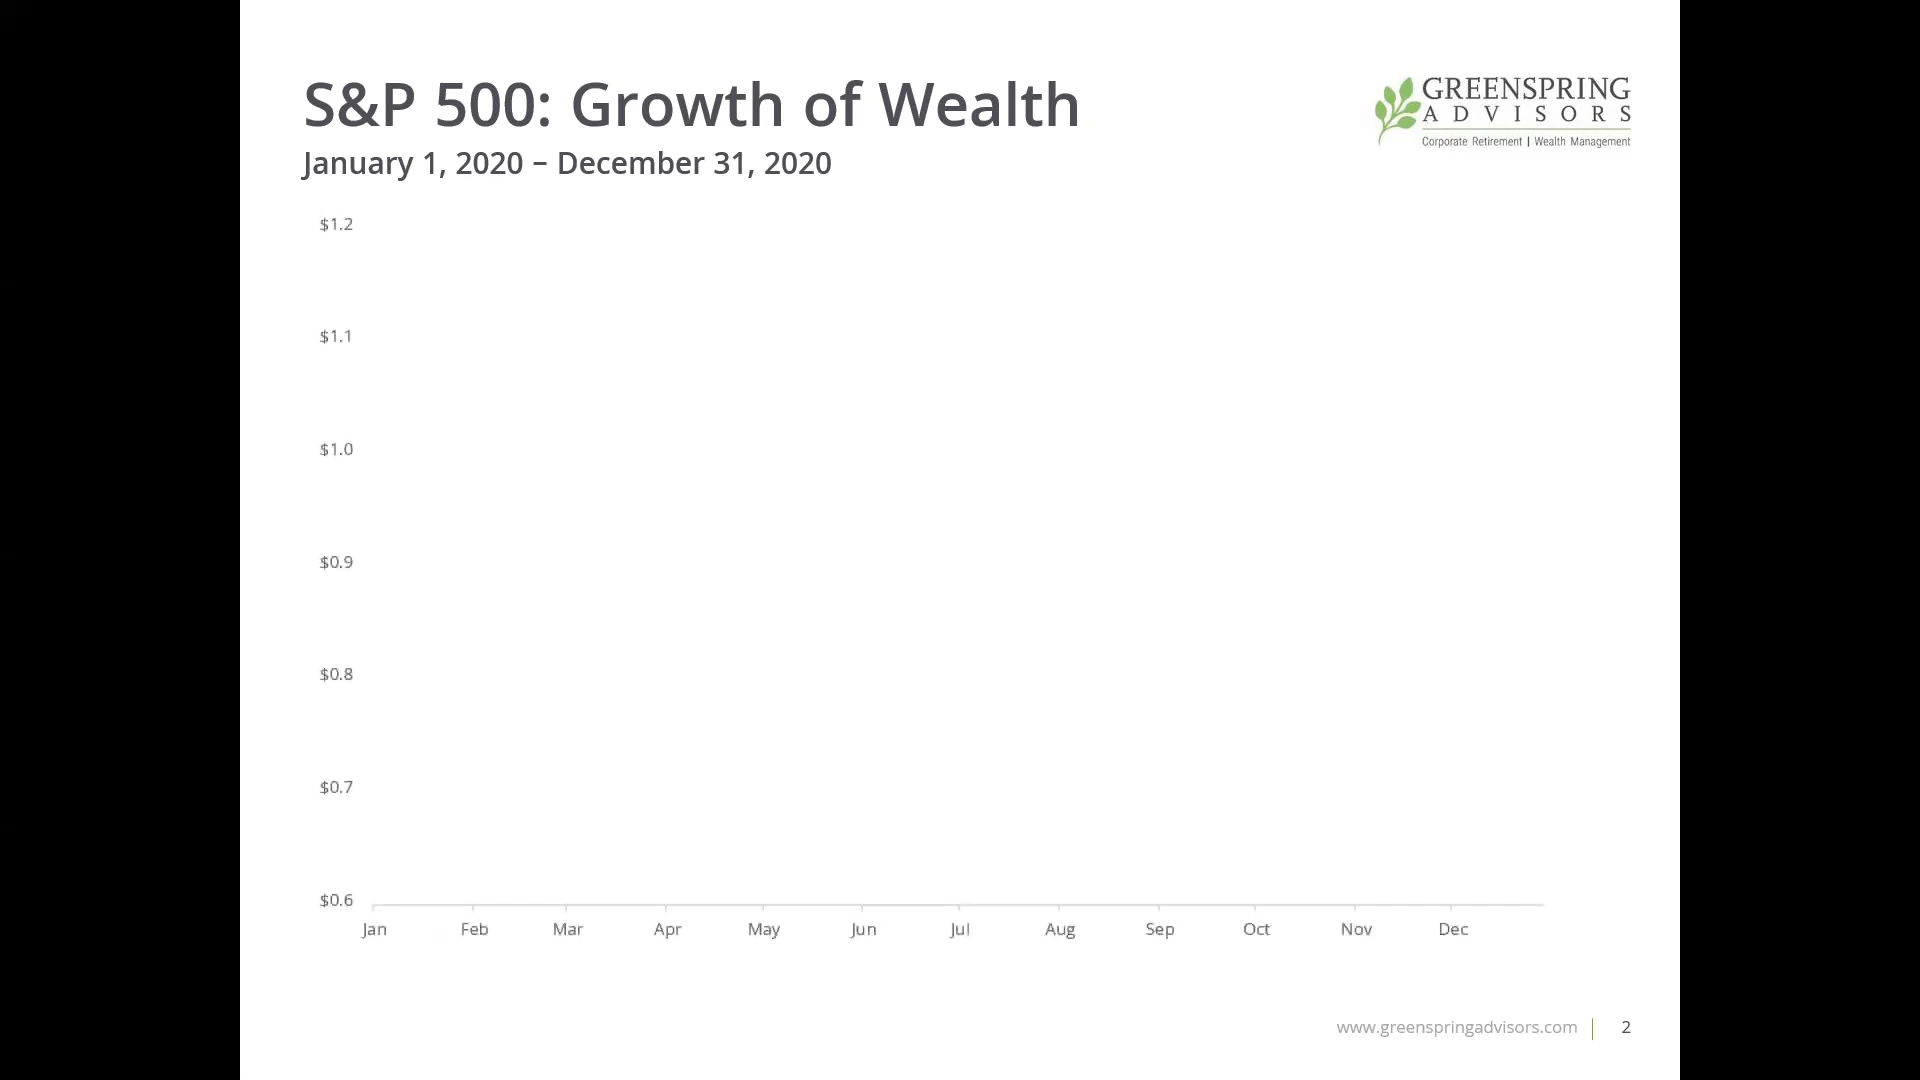 S&P 500: Growth of Wealth
January 1, 2020 – December 31, 2020
GREENSPRING
ADVISORS
Corporate Retirement | Wealth Management
$1.2
$1.1
$1.0
$0.9
$0.8
$0.7
$0.6
Jan Feb Mar Apr May Jun Jul Aug Sep Oct Nov Dec
www.greenspringadvisors.com | 2